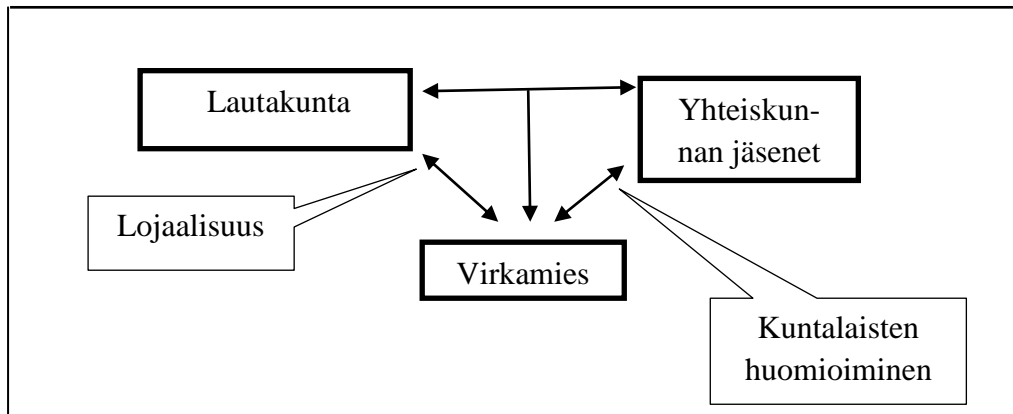 Lautakunta
Yhteiskun-
nan jäsenet
Lojaalisuus
Virkamies
Kuntalaisten
huomioiminen